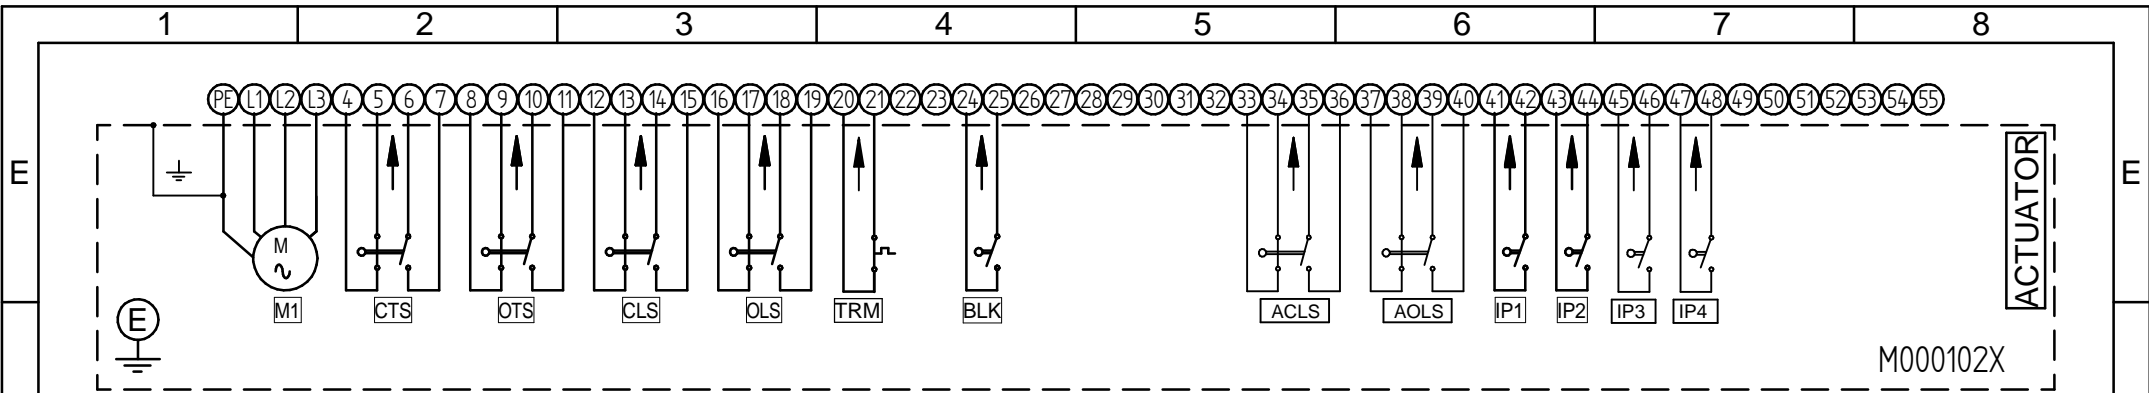 1 2 3 4 5 6 7 8
PE L1 L2 L3 4 5 6 7 8 9 10 11 12 13 14 15 16 17 18 19 20 21 22 23 24 25 26 27 28 29 30 31 32 33 34 35 36 37 38 39 40 41 42 43 44 45 46 47 48 49 50 51 52 53 54 55
E E
ACTUATOR
M
~
M1 CTS OTS CLS OLS TRM BLK ACLS AOLS IP1 IP2 IP3 IP4
E
M000102X